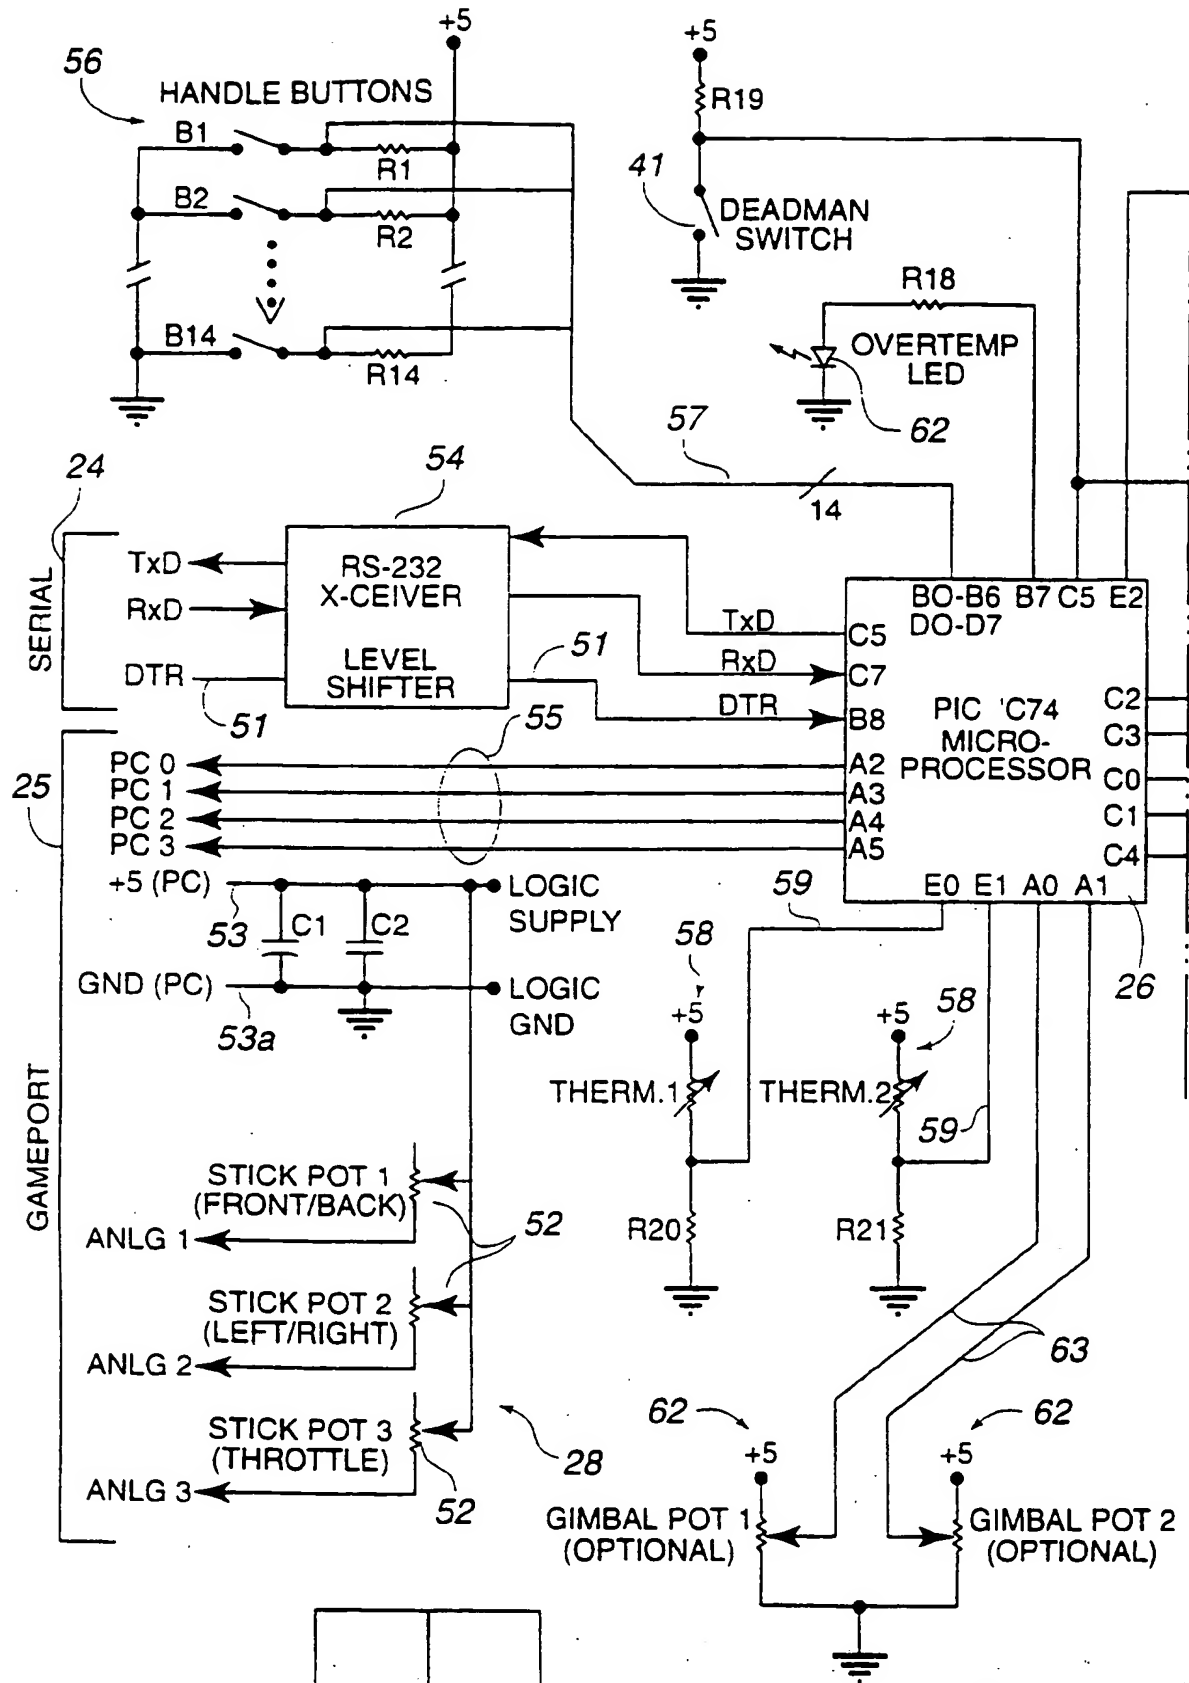 +5
+5
56
HANDLE BUTTONS
R19
B1
R1
41
B2
DEADMAN
SWITCH
R2
R18
B14
OVERTEMP
LED
R14
62
57
54
24
14
TxD
RS-232
X-CEIVER
BO-B6 B7 C5 E2
DO-D7
RxD
TxD
C5
SERIAL
LEVEL
SHIFTER
51
RxD
C7
DTR
C2
51
55
DTR
B8
PIC 'C74
MICRO-
PROCESSOR
C3
PC 0
A2
C0
25
PC 1
A3
PC 2
A4
C1
PC 3
A5
C4
+5 (PC)
LOGIC
SUPPLY
59
E0 E1 A0 A1
53
C1
C2
58
GND (PC)
LOGIC
GND
26
53a
+5
+5
58
GAMEPORT
THERM.1
THERM.2
59
STICK POT 1
(FRONT/BACK)
52
R20
R21
ANLG 1
STICK POT 2
(LEFT/RIGHT)
63
ANLG 2
STICK POT 3
(THROTTLE)
62
62
28
+5
+5
ANLG 3
52
GIMBAL POT 1
(OPTIONAL)
GIMBAL POT 2
(OPTIONAL)